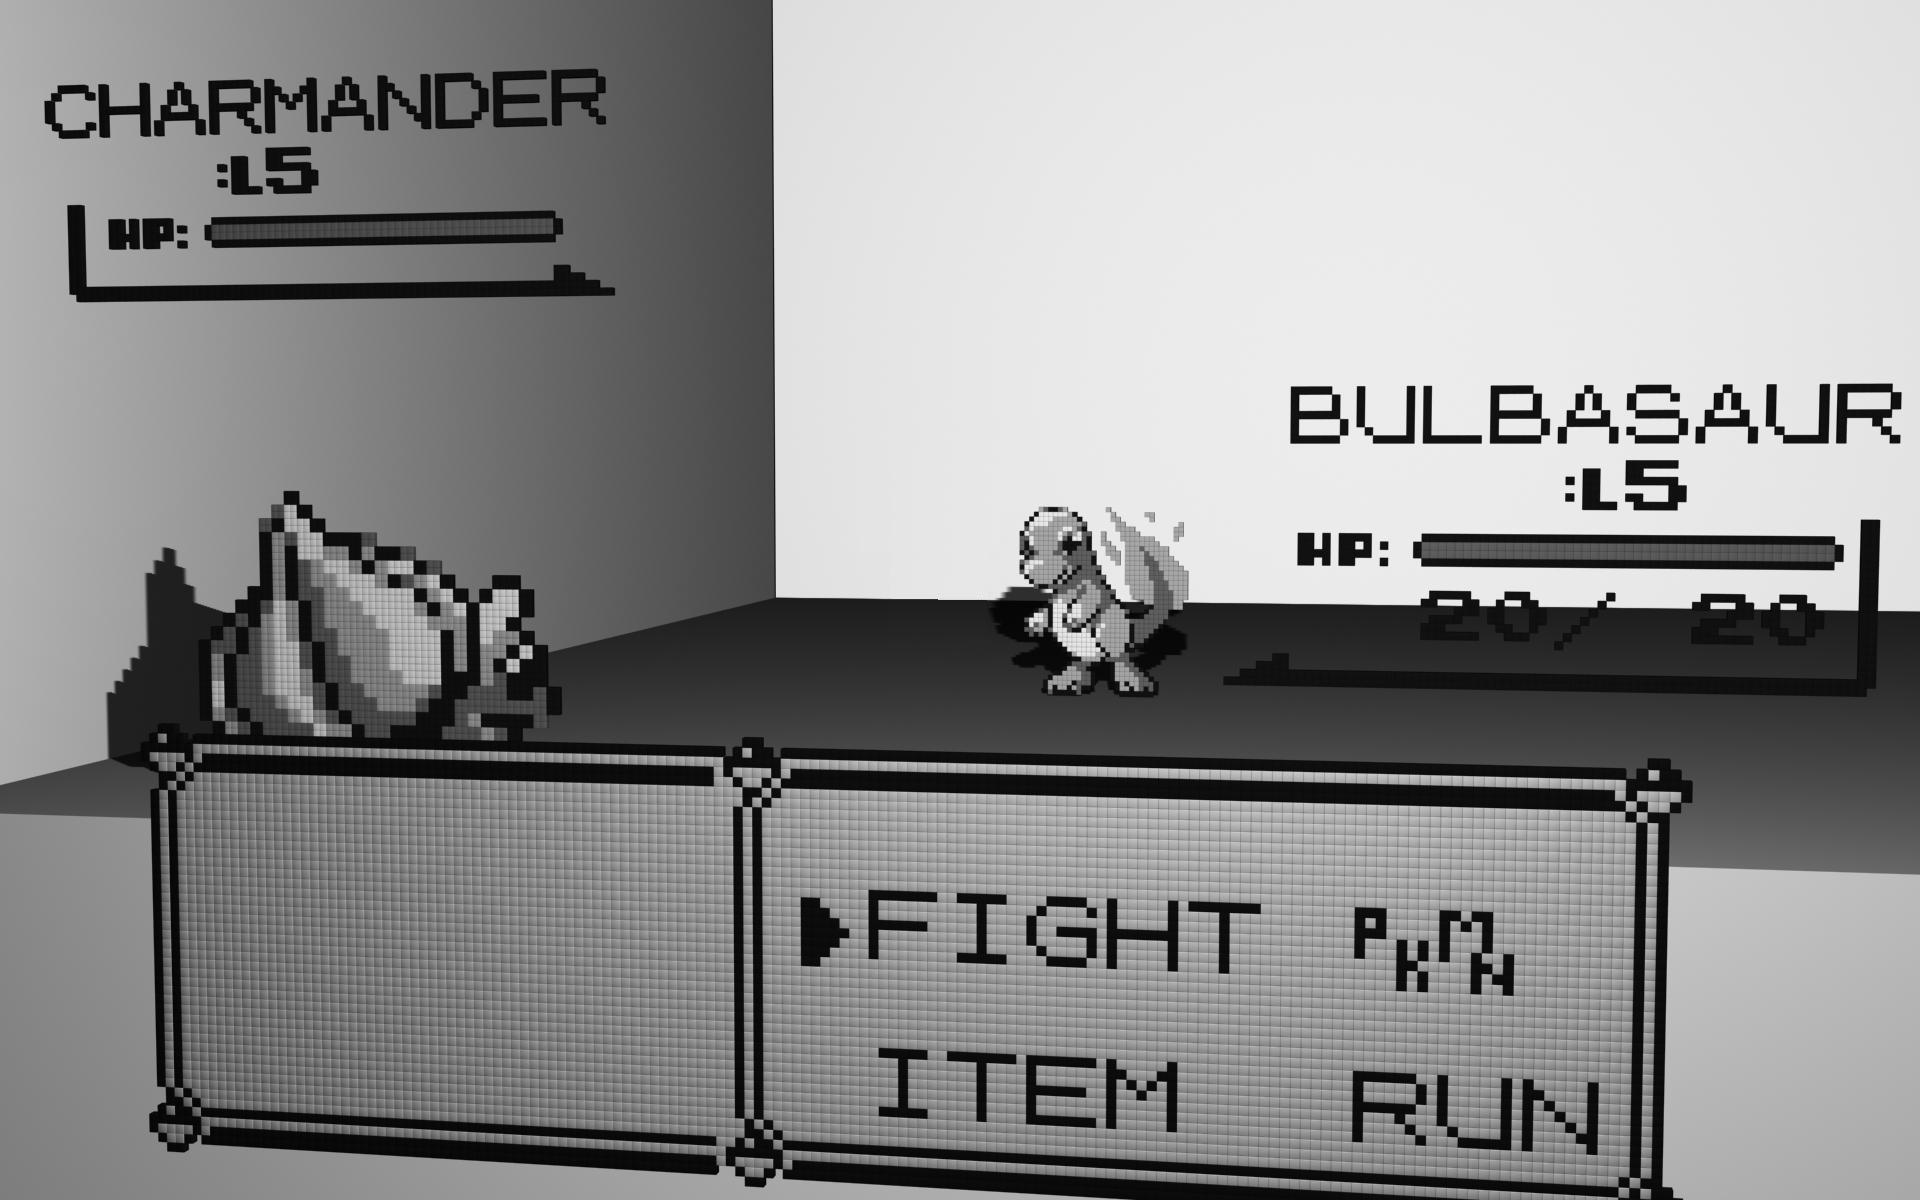 CHARMANDER
:L5
HP:
BULBASAUR
:L5
HP:
20/ 20
FIGHT PKMN
ITEM RUN